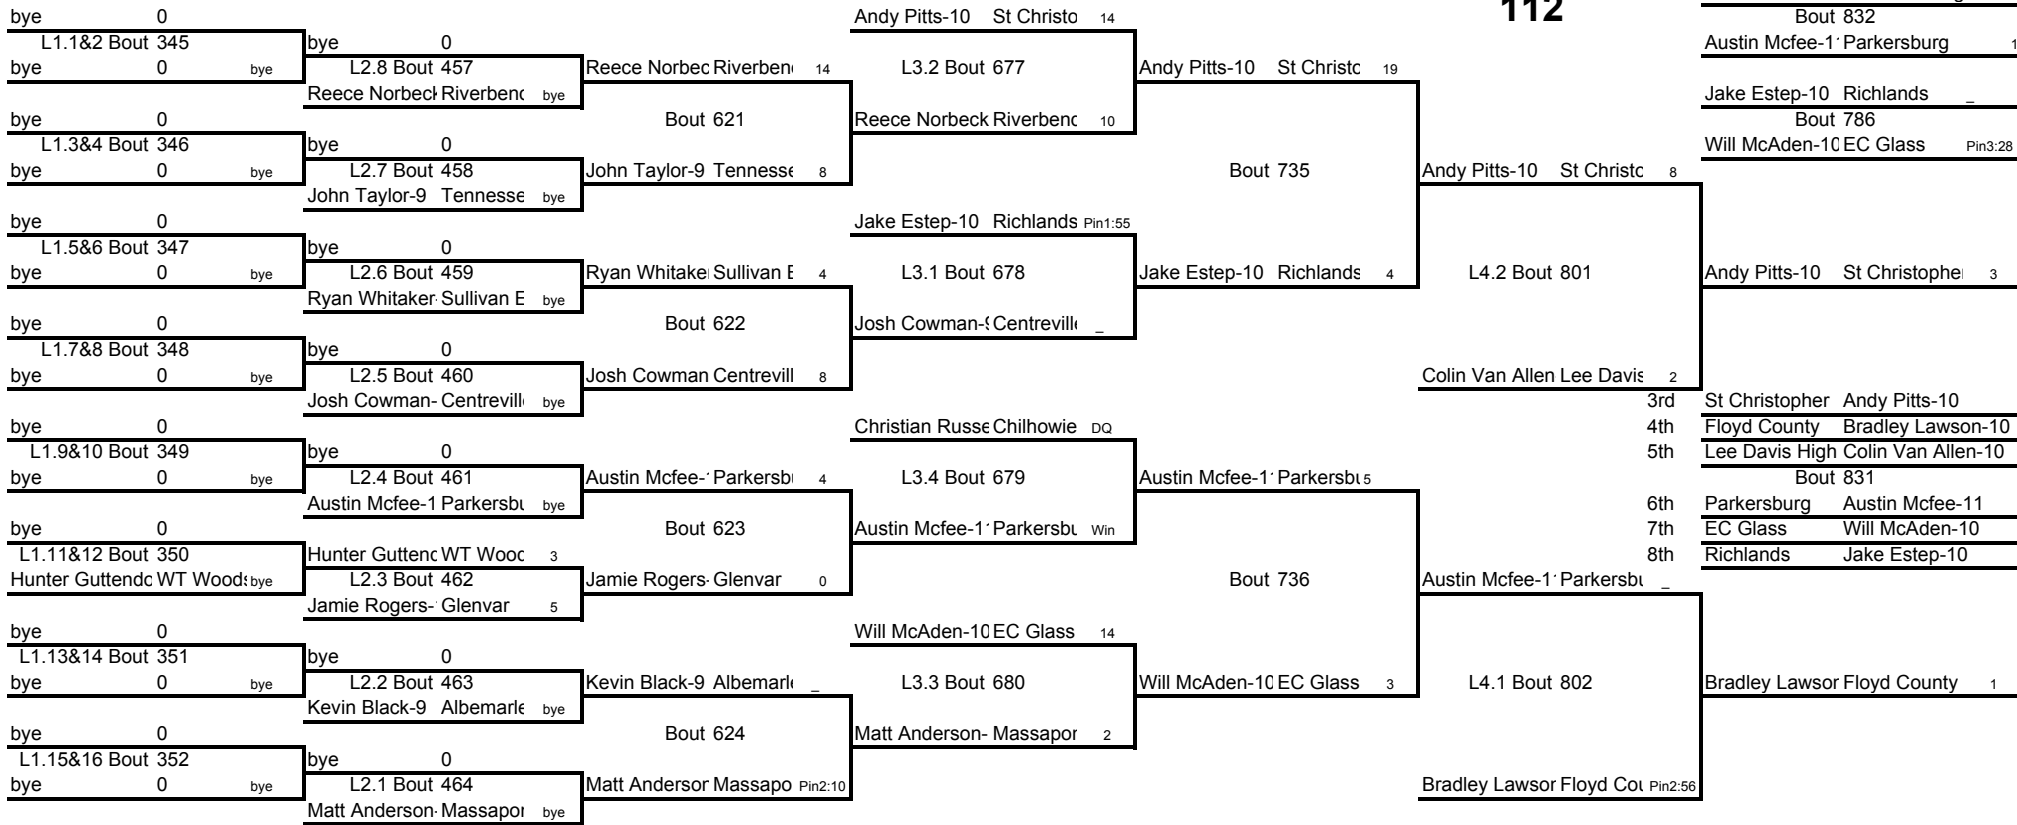 bye 0 Andy Pitts-10 St Christo 14 112
Bout 832
L1.1&2 Bout 345 bye 0 Austin Mcfee-1 Parkersburg 1
bye 0 bye L2.8 Bout 457 Reece Norbec Riverben 14 L3.2 Bout 677 Andy Pitts-10 St Christo 19
Reece Norbeck Riverbend bye Jake Estep-10 Richlands _
bye 0 Bout 621 Reece Norbeck Riverbend 10 Bout 786
L1.3&4 Bout 346 bye 0 Will McAden-10 EC Glass Pin3:28
bye 0 bye L2.7 Bout 458 John Taylor-9 Tennesse 8 Bout 735 Andy Pitts-10 St Christo 8
John Taylor-9 Tennesse bye
bye 0 Jake Estep-10 Richlands Pin1:55
L1.5&6 Bout 347 bye 0
bye 0 bye L2.6 Bout 459 Ryan Whitake Sullivan E 4 L3.1 Bout 678 Jake Estep-10 Richlands 4 L4.2 Bout 801 Andy Pitts-10 St Christophe 3
Ryan Whitaker- Sullivan E bye
bye 0 Bout 622 Josh Cowman-9 Centreville _
L1.7&8 Bout 348 bye 0
bye 0 bye L2.5 Bout 460 Josh Cowman Centrevill 8 Colin Van Allen Lee Davis 2
Josh Cowman- Centrevill bye 3rd St Christopher Andy Pitts-10
bye 0 Christian Russe Chilhowie DQ 4th Floyd County Bradley Lawson-10
L1.9&10 Bout 349 bye 0 5th Lee Davis High Colin Van Allen-10
bye 0 bye L2.4 Bout 461 Austin Mcfee- Parkersb 4 L3.4 Bout 679 Austin Mcfee-1 Parkersbu 5 Bout 831
Austin Mcfee-1 Parkersbu bye 6th Parkersburg Austin Mcfee-11
bye 0 Bout 623 Austin Mcfee-1 Parkersbu Win 7th EC Glass Will McAden-10
L1.11&12 Bout 350 Hunter Guttend WT Wood 3 8th Richlands Jake Estep-10
Hunter Guttendo WT Woods bye L2.3 Bout 462 Jamie Rogers- Glenvar 0 Bout 736 Austin Mcfee-1 Parkersbu _
Jamie Rogers- Glenvar 5
bye 0 Will McAden-10 EC Glass 14
L1.13&14 Bout 351 bye 0
bye 0 bye L2.2 Bout 463 Kevin Black-9 Albemarle _ L3.3 Bout 680 Will McAden-10 EC Glass 3 L4.1 Bout 802 Bradley Lawsor Floyd County 1
Kevin Black-9 Albemarle bye
bye 0 Bout 624 Matt Anderson- Massapor 2
L1.15&16 Bout 352 bye 0
bye 0 bye L2.1 Bout 464 Matt Anderson Massapo Pin2:10 Bradley Lawsor Floyd Cou Pin2:56
Matt Anderson- Massapor bye